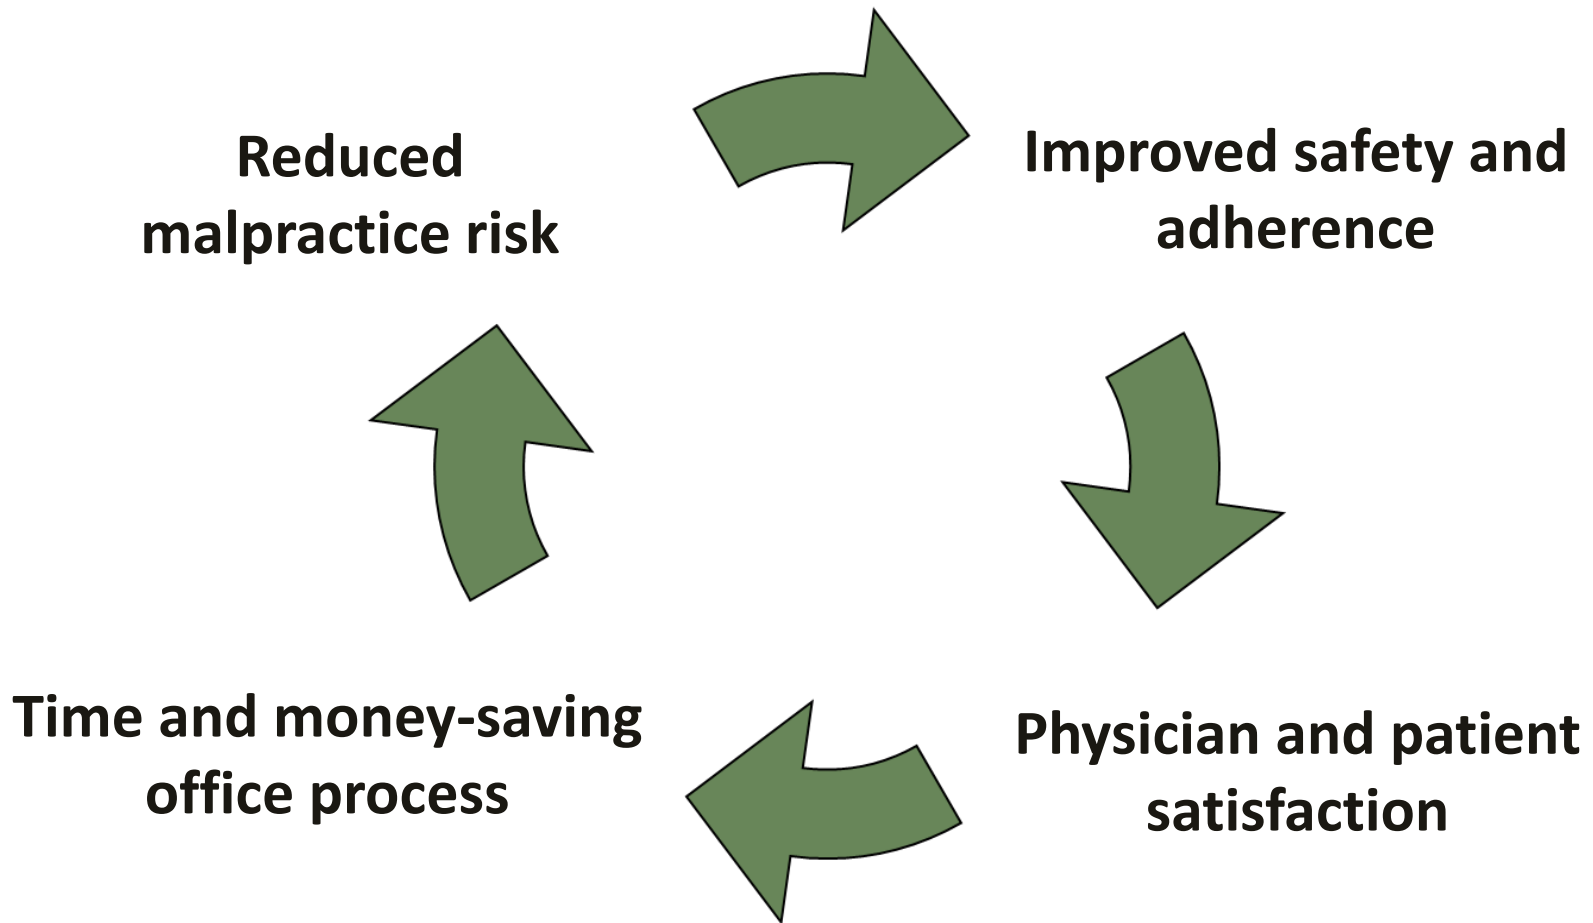 Reduced
malpractice risk
Improved safety and
adherence
Time and money-saving
office process
Physician and patient
satisfaction